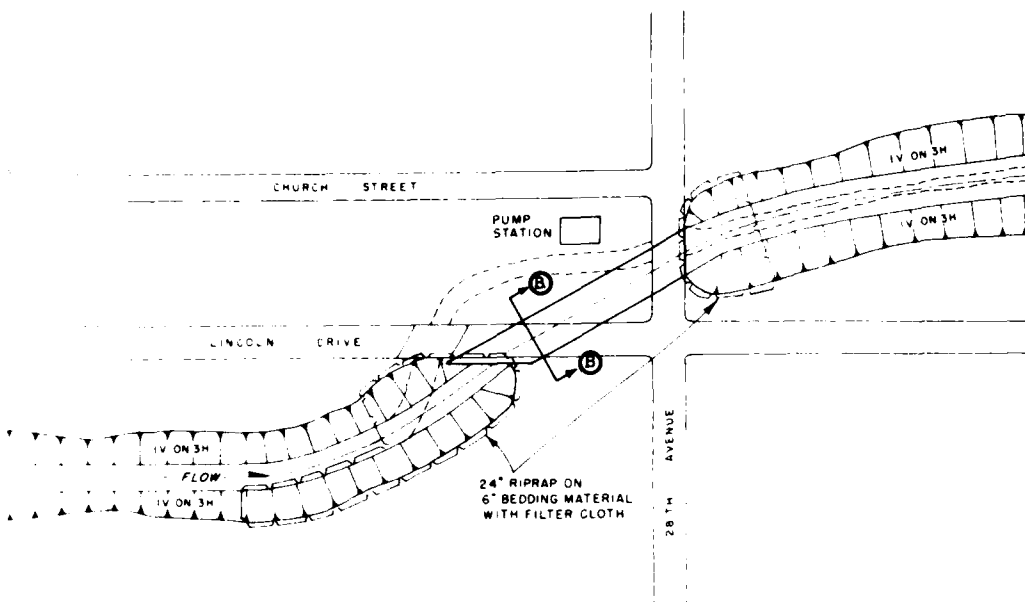 1V ON 3H
CHURCH STREET
1V ON 3H
PUMP
STATION
B
LINCOLN DRIVE
B
1V ON 3H
FLOW
1V ON 3H
24" RIPRAP ON
6" BEDDING MATERIAL
WITH FILTER CLOTH
28TH AVENUE